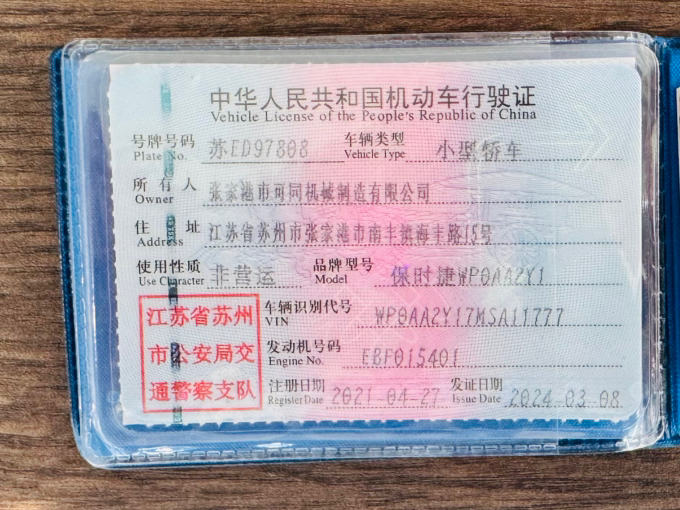 中华人民共和国机动车行驶证
Vehicle License of the People's Republic of China
号牌号码 苏ED97808 车辆类型 小型轿车
Plate No. Vehicle Type
所有人 张家港市可同机械制造有限公司
Owner
住址 江苏省苏州市张家港市南丰镇海丰路15号
Address
使用性质 非营运 品牌型号 保时捷WP0AA2Y1
Use Character Model
江苏省苏州
市公安局交
通警察支队
车辆识别代号 WP0AA2Y17MSA11777
VIN
发动机号码 EBF015401
Engine No.
注册日期 2021-04-27 发证日期 2024-03-08
Register Date Issue Date